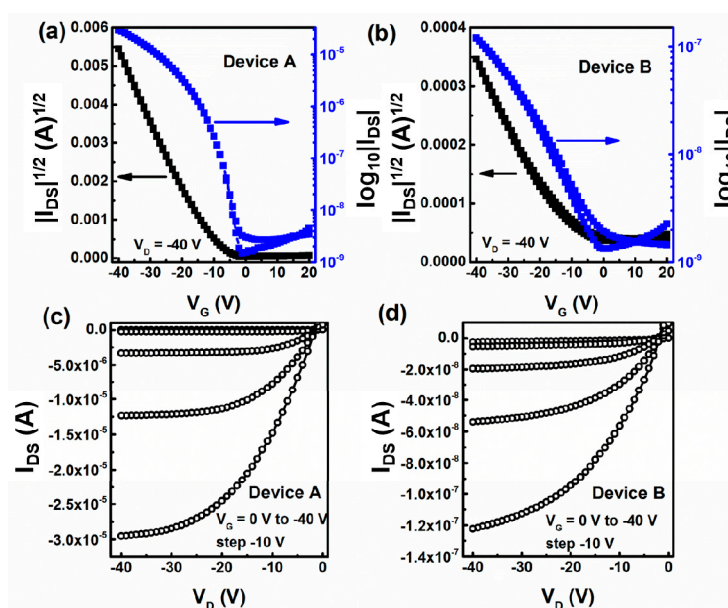 (a)
Device A
V_D = -40 V
|I_DS|^1/2 (A)^1/2
0.006
0.005
0.004
0.003
0.002
0.001
0.000
10^-5
10^-6
10^-7
10^-8
10^-9
log10||I_DS|
-40 -30 -20 -10 0 10 20
V_G (V)
(b)
Device B
V_D = -40 V
|I_DS|^1/2 (A)^1/2
0.0004
0.0003
0.0002
0.0001
0.0000
10^-7
10^-8
10^-9
-40 -30 -20 -10 0 10 20
V_G (V)
(c)
I_DS (A)
0.0
-5.0x10^-6
-1.0x10^-5
-1.5x10^-5
-2.0x10^-5
-2.5x10^-5
-3.0x10^-5
Device A
V_G = 0 V to -40 V
step -10 V
-40 -30 -20 -10 0
V_D (V)
(d)
I_DS (A)
0.0
-2.0x10^-8
-4.0x10^-8
-6.0x10^-8
-8.0x10^-8
-1.0x10^-7
-1.2x10^-7
-1.4x10^-7
Device B
V_G = 0 V to -40 V
step -10 V
-40 -30 -20 -10 0
V_D (V)